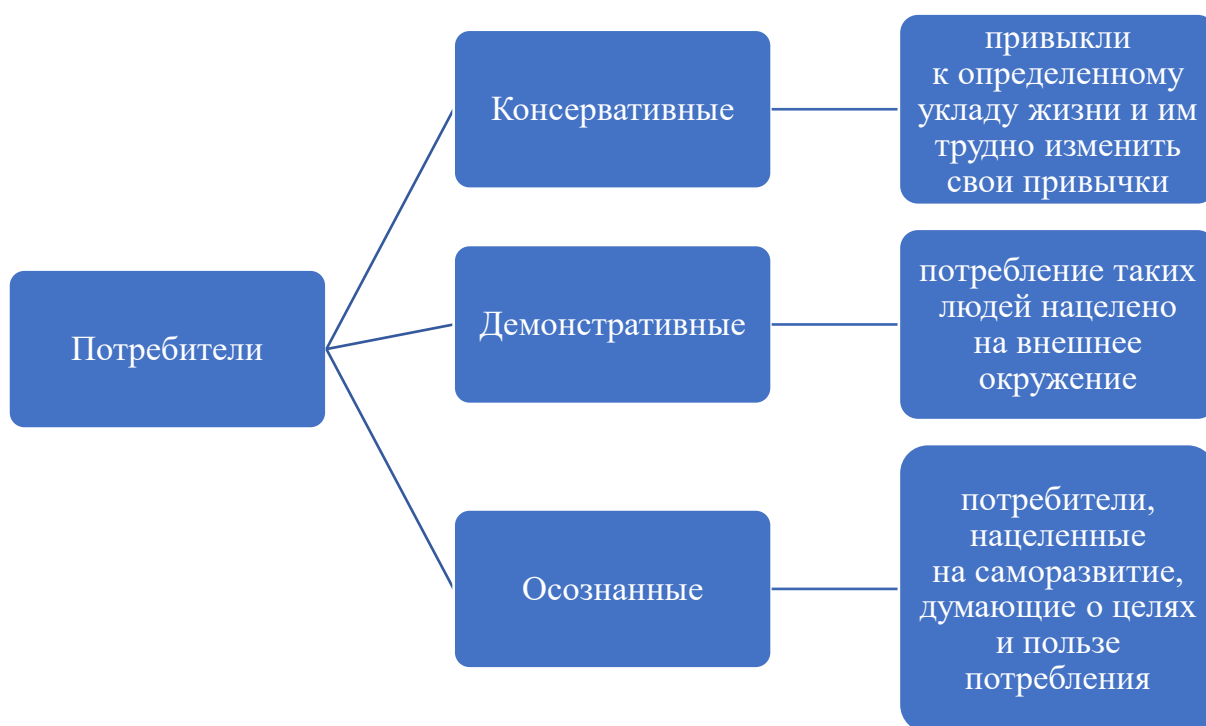 Потребители
Консервативные
привыкли
к определенному
укладу жизни и им
трудно изменить
свои привычки
Демонстративные
потребление таких
людей нацелено
на внешнее
окружение
Осознанные
потребители,
нацеленные
на саморазвитие,
думающие о целях
и пользе
потребления